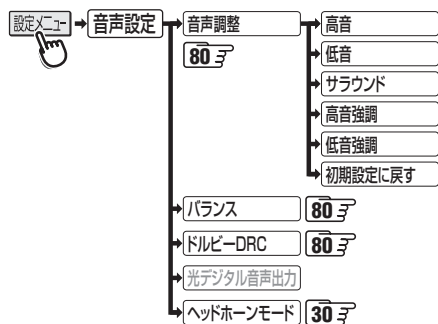 設定メニュー
音声設定
音声調整
80
高音
低音
サラウンド
高音強調
低音強調
初期設定に戻す
バランス
80
ドルビーDRC
80
光デジタル音声出力
ヘッドホーンモード
30